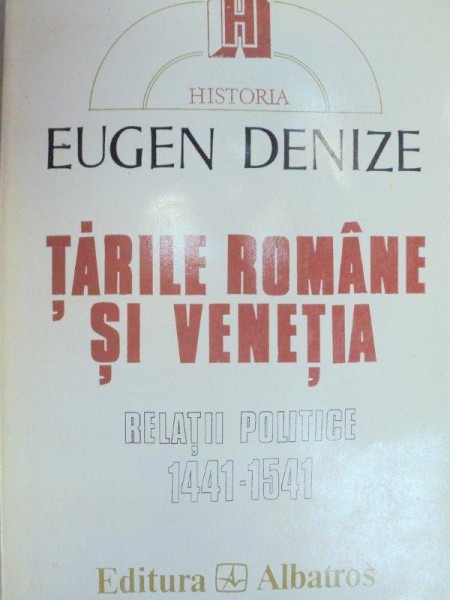 H
HISTORIA
EUGEN DENIZE
ȚĂRILE ROMÂNE
ȘI VENEȚIA
RELAȚII POLITICE
1441-1541
Editura A Albatros